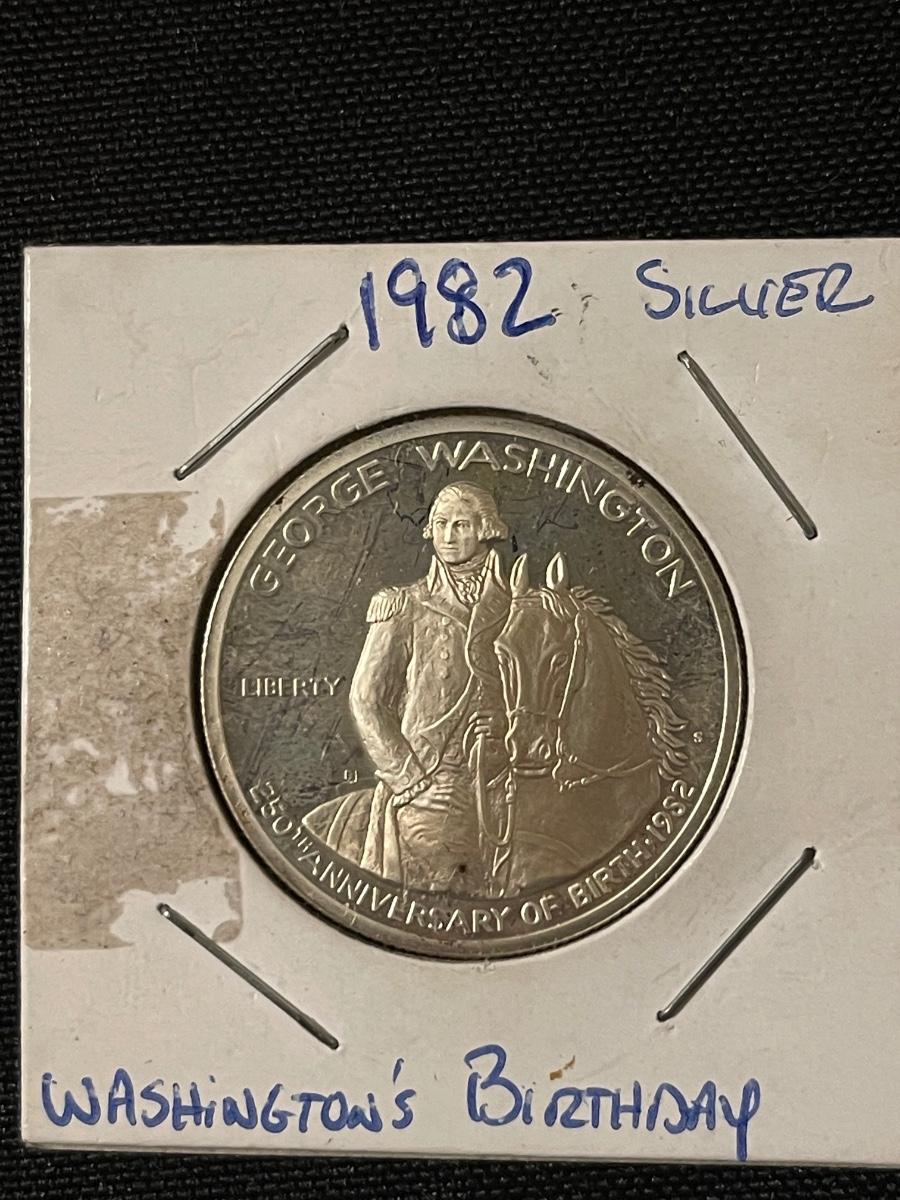 1982 SILVER
GEORGE WASHINGTON
LIBERTY
S
250TH ANNIVERSARY OF BIRTH·1982
WASHINGTON'S BIRTHDAY